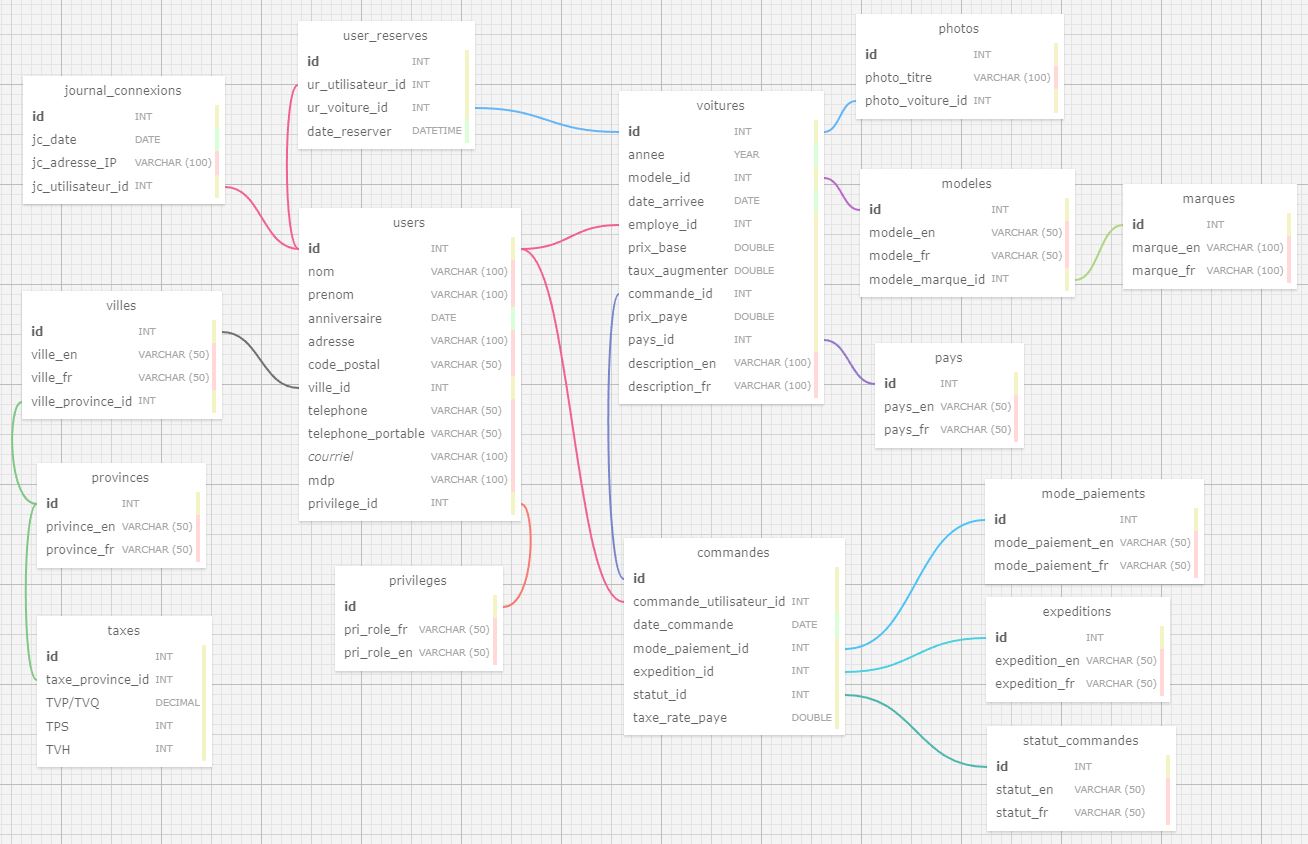 user_reserves
id INT
ur_utilisateur_id INT
ur_voiture_id INT
date_reserver DATETIME
photos
id INT
photo_titre VARCHAR (100)
photo_voiture_id INT
journal_connexions
id INT
jc_date DATE
jc_adresse_IP VARCHAR (100)
jc_utilisateur_id INT
voitures
id INT
annee YEAR
modele_id INT
date_arrivee DATE
employe_id INT
prix_base DOUBLE
taux_augmenter DOUBLE
commande_id INT
prix_paye DOUBLE
pays_id INT
description_en VARCHAR (100)
description_fr VARCHAR (100)
modeles
id INT
modele_en VARCHAR (50)
modele_fr VARCHAR (50)
modele_marque_id INT
marques
id INT
marque_en VARCHAR (100)
marque_fr VARCHAR (100)
users
id INT
nom VARCHAR (100)
prenom VARCHAR (100)
anniversaire DATE
adresse VARCHAR (100)
code_postal VARCHAR (50)
ville_id INT
telephone VARCHAR (50)
telephone_portable VARCHAR (50)
courriel VARCHAR (100)
mdp VARCHAR (100)
privilege_id INT
villes
id INT
ville_en VARCHAR (50)
ville_fr VARCHAR (50)
ville_province_id INT
pays
id INT
pays_en VARCHAR (50)
pays_fr VARCHAR (50)
provinces
id INT
privince_en VARCHAR (50)
province_fr VARCHAR (50)
mode_paiements
id INT
mode_paiement_en VARCHAR (50)
mode_paiement_fr VARCHAR (50)
privileges
id
pri_role_fr VARCHAR (50)
pri_role_en VARCHAR (50)
commandes
id
commande_utilisateur_id INT
date_commande DATE
mode_paiement_id INT
expedition_id INT
statut_id INT
taxe_rate_paye DOUBLE
expeditions
id INT
expedition_en VARCHAR (50)
expedition_fr VARCHAR (50)
taxes
id INT
taxe_province_id INT
TVP/TVQ DECIMAL
TPS INT
TVH INT
statut_commandes
id INT
statut_en VARCHAR (50)
statut_fr VARCHAR (50)